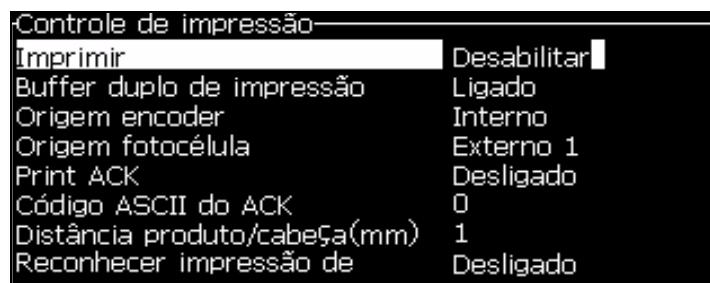 Controle de impressão
Imprimir Desabilitar
Buffer duplo de impressão Ligado
Origem encoder Interno
Origem fotocélula Externo 1
Print ACK Desligado
Código ASCII do ACK 0
Distância produto/cabeça(mm) 1
Reconhecer impressão de Desligado